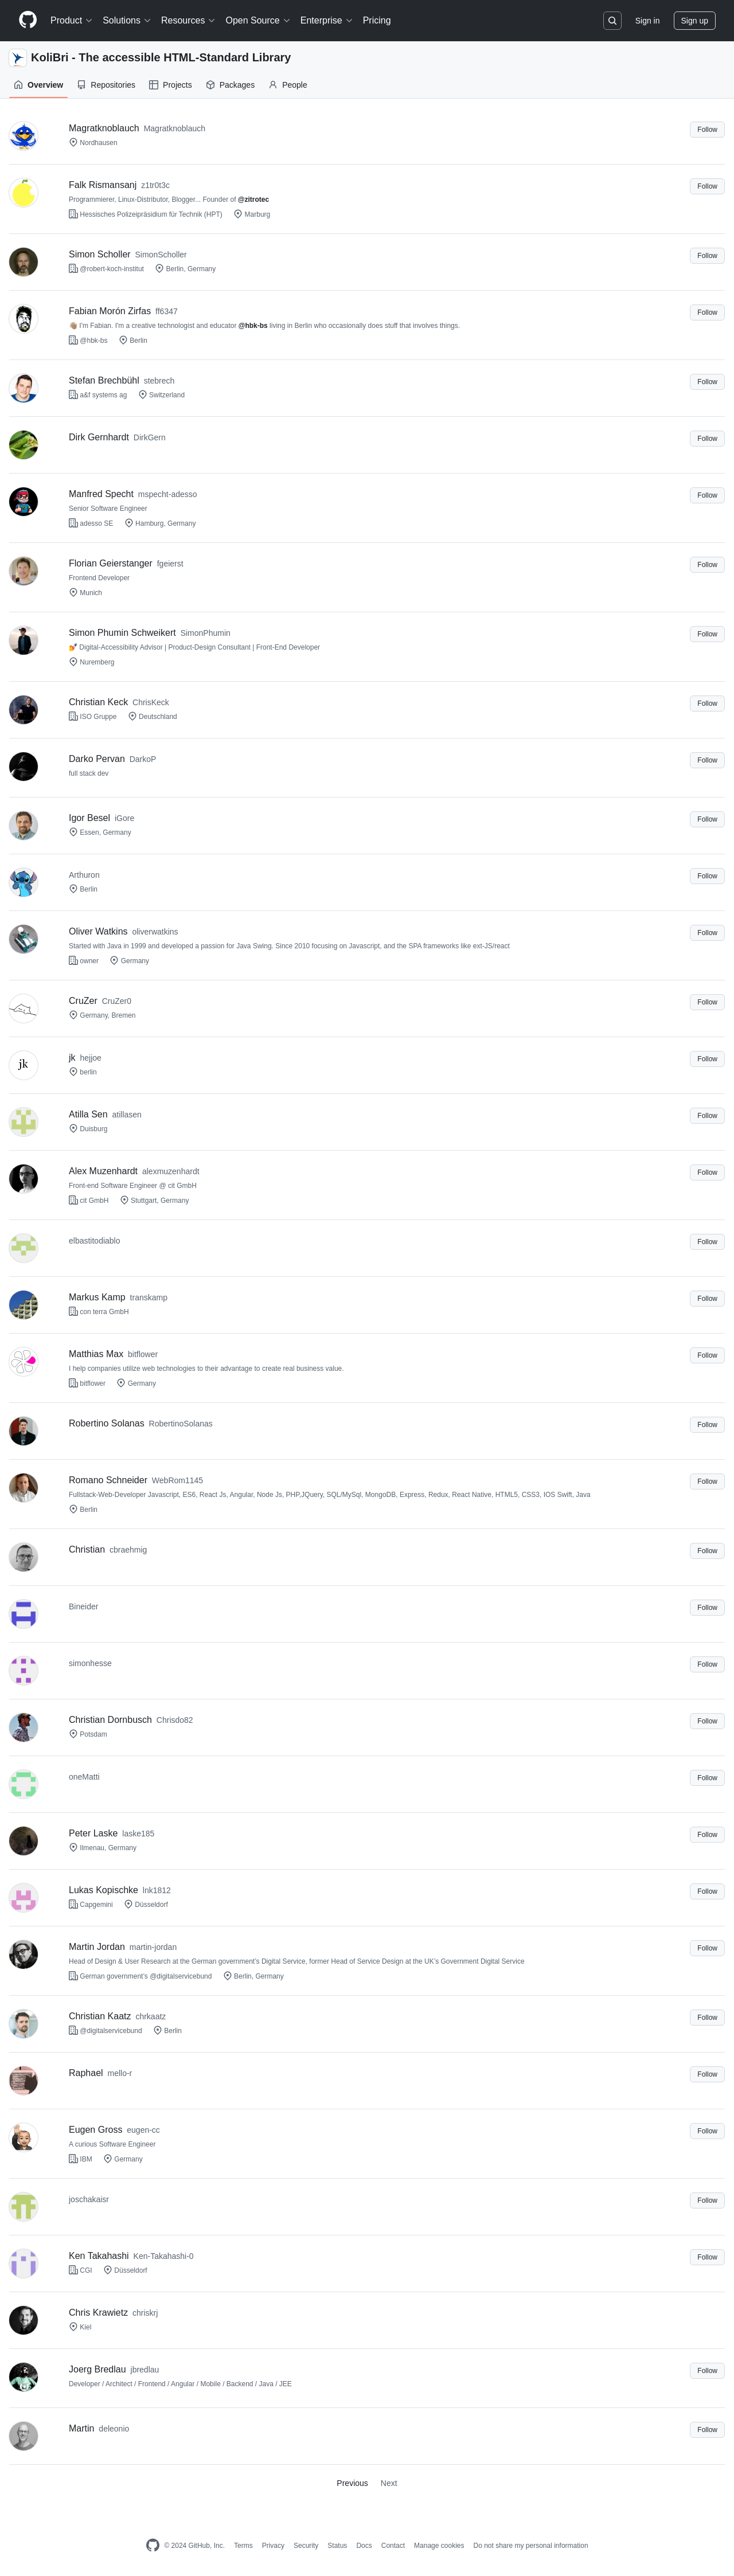 Product Solutions Resources Open Source Enterprise Pricing Sign in Sign up
KoliBri - The accessible HTML-Standard Library
Overview Repositories Projects Packages People
Magratknoblauch Magratknoblauch Follow
Nordhausen
Falk Rismansanj z1tr0t3c Follow
Programmierer, Linux-Distributor, Blogger... Founder of @zitrotec
Hessisches Polizeipräsidium für Technik (HPT) Marburg
Simon Scholler SimonScholler Follow
@robert-koch-institut Berlin, Germany
Fabian Morón Zirfas ff6347 Follow
👋🏽 I'm Fabian. I'm a creative technologist and educator @hbk-bs living in Berlin who occasionally does stuff that involves things.
@hbk-bs Berlin
Stefan Brechbühl stebrech Follow
a&f systems ag Switzerland
Dirk Gernhardt DirkGern Follow
Manfred Specht mspecht-adesso Follow
Senior Software Engineer
adesso SE Hamburg, Germany
Florian Geierstanger fgeierst Follow
Frontend Developer
Munich
Simon Phumin Schweikert SimonPhumin Follow
💅 Digital-Accessibility Advisor | Product-Design Consultant | Front-End Developer
Nuremberg
Christian Keck ChrisKeck Follow
ISO Gruppe Deutschland
Darko Pervan DarkoP Follow
full stack dev
Igor Besel iGore Follow
Essen, Germany
Arthuron Follow
Berlin
Oliver Watkins oliverwatkins Follow
Started with Java in 1999 and developed a passion for Java Swing. Since 2010 focusing on Javascript, and the SPA frameworks like ext-JS/react
owner Germany
CruZer CruZer0 Follow
Germany, Bremen
jk
jk hejjoe Follow
berlin
Atilla Sen atillasen Follow
Duisburg
Alex Muzenhardt alexmuzenhardt Follow
Front-end Software Engineer @ cit GmbH
cit GmbH Stuttgart, Germany
elbastitodiablo Follow
Markus Kamp transkamp Follow
con terra GmbH
Matthias Max bitflower Follow
I help companies utilize web technologies to their advantage to create real business value.
bitflower Germany
Robertino Solanas RobertinoSolanas Follow
Romano Schneider WebRom1145 Follow
Fullstack-Web-Developer Javascript, ES6, React Js, Angular, Node Js, PHP,JQuery, SQL/MySql, MongoDB, Express, Redux, React Native, HTML5, CSS3, IOS Swift, Java
Berlin
Christian cbraehmig Follow
Bineider Follow
simonhesse Follow
Christian Dornbusch Chrisdo82 Follow
Potsdam
oneMatti Follow
Peter Laske laske185 Follow
Ilmenau, Germany
Lukas Kopischke lnk1812 Follow
Capgemini Düsseldorf
Martin Jordan martin-jordan Follow
Head of Design & User Research at the German government's Digital Service, former Head of Service Design at the UK's Government Digital Service
German government's @digitalservicebund Berlin, Germany
Christian Kaatz chrkaatz Follow
@digitalservicebund Berlin
Raphael mello-r Follow
Eugen Gross eugen-cc Follow
A curious Software Engineer
IBM Germany
joschakaisr Follow
Ken Takahashi Ken-Takahashi-0 Follow
CGI Düsseldorf
Chris Krawietz chriskrj Follow
Kiel
Joerg Bredlau jbredlau Follow
Developer / Architect / Frontend / Angular / Mobile / Backend / Java / JEE
Martin deleonio Follow
Previous Next
© 2024 GitHub, Inc. Terms Privacy Security Status Docs Contact Manage cookies Do not share my personal information